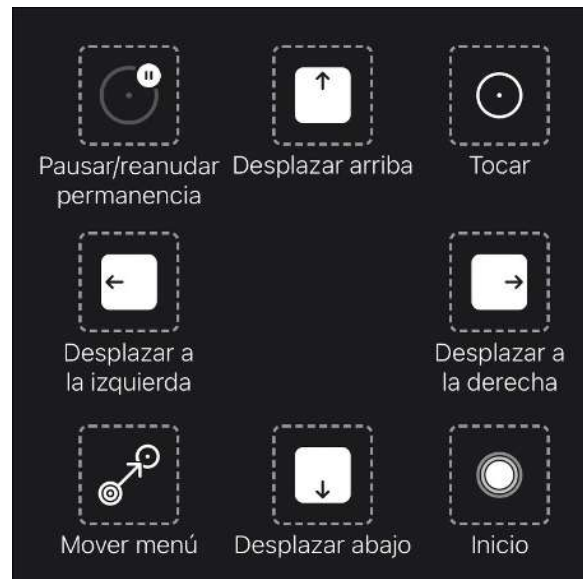 Pausar/reanudar
permanencia
Desplazar arriba
Tocar
Desplazar a
la izquierda
Desplazar a
la derecha
Mover menú
Desplazar abajo
Inicio